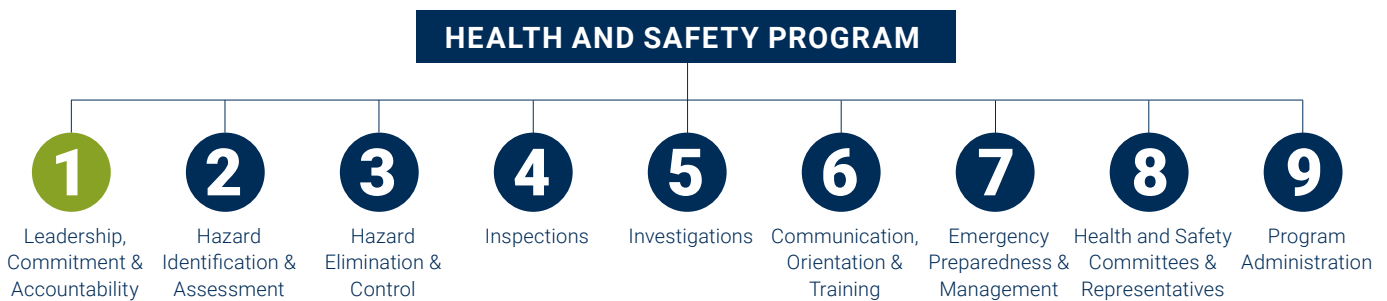 HEALTH AND SAFETY PROGRAM
1
2
3
4
5
6
7
8
9
Leadership,
Commitment &
Accountability
Hazard
Identification &
Assessment
Hazard
Elimination &
Control
Inspections
Investigations
Communication,
Orientation &
Training
Emergency
Preparedness &
Management
Health and Safety
Committees &
Representatives
Program
Administration